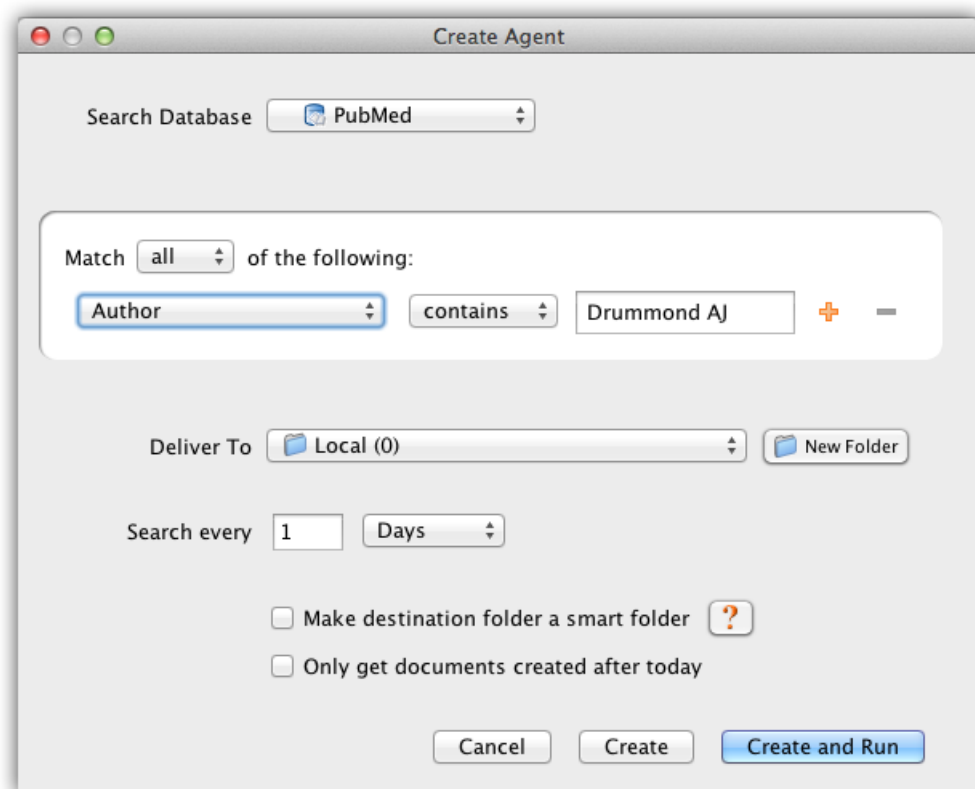 Create Agent
Search Database PubMed
Match all of the following:
Author contains Drummond AJ
Deliver To Local (0) New Folder
Search every 1 Days
Make destination folder a smart folder ?
Only get documents created after today
Cancel Create Create and Run